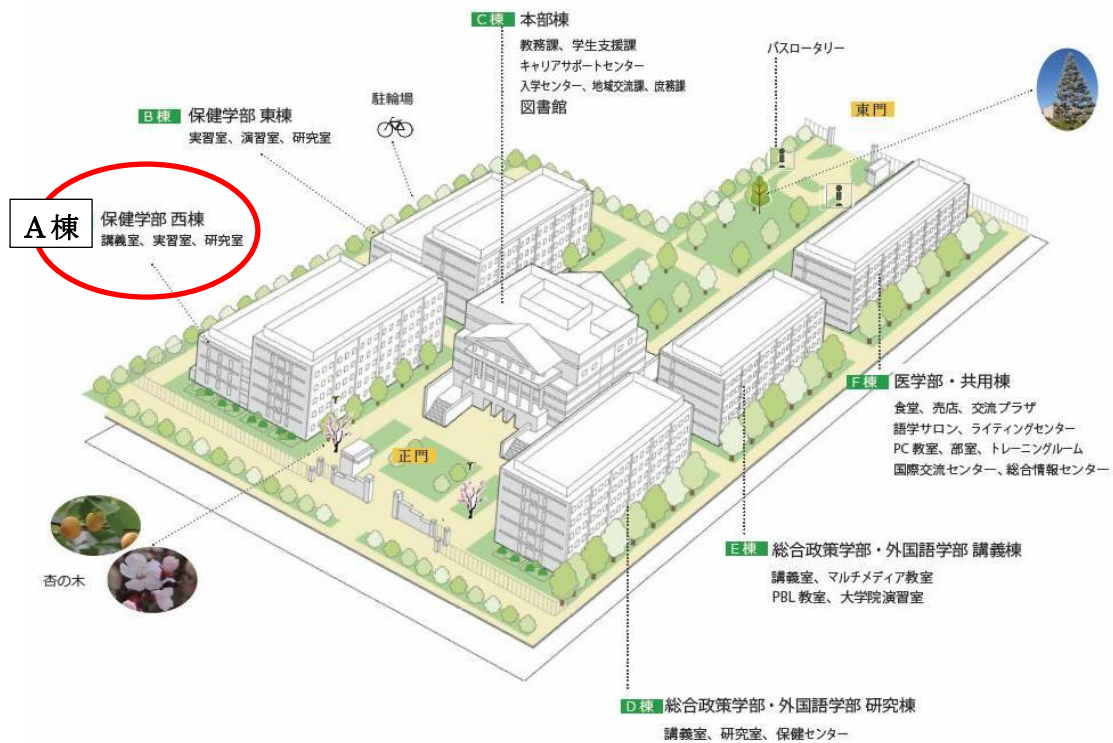 C棟 本部棟
教務課、学生支援課
キャリアサポートセンター
入学センター、地域交流課、庶務課
図書館
バスロータリー
東門
駐輪場
B棟 保健学部 東棟
実習室、演習室、研究室
A棟 保健学部 西棟
講義室、実習室、研究室
F棟 医学部・共用棟
食堂、売店、交流プラザ
語学サロン、ライティングセンター
PC教室、部室、トレーニングルーム
国際交流センター、総合情報センター
正門
杏の木
E棟 総合政策学部・外国語学部 講義棟
講義室、マルチメディア教室
PBL教室、大学院演習室
D棟 総合政策学部・外国語学部 研究棟
講義室、研究室、保健センター